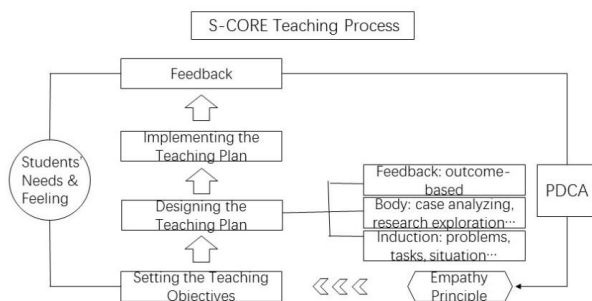 S-CORE Teaching Process
Feedback
Implementing the
Teaching Plan
Students'
Needs &
Feeling
Feedback: outcome-
based
Designing the
Teaching Plan
Body: case analyzing,
research exploration…
PDCA
Induction: problems,
tasks, situation…
Setting the Teaching
Objectives
Empathy
Principle